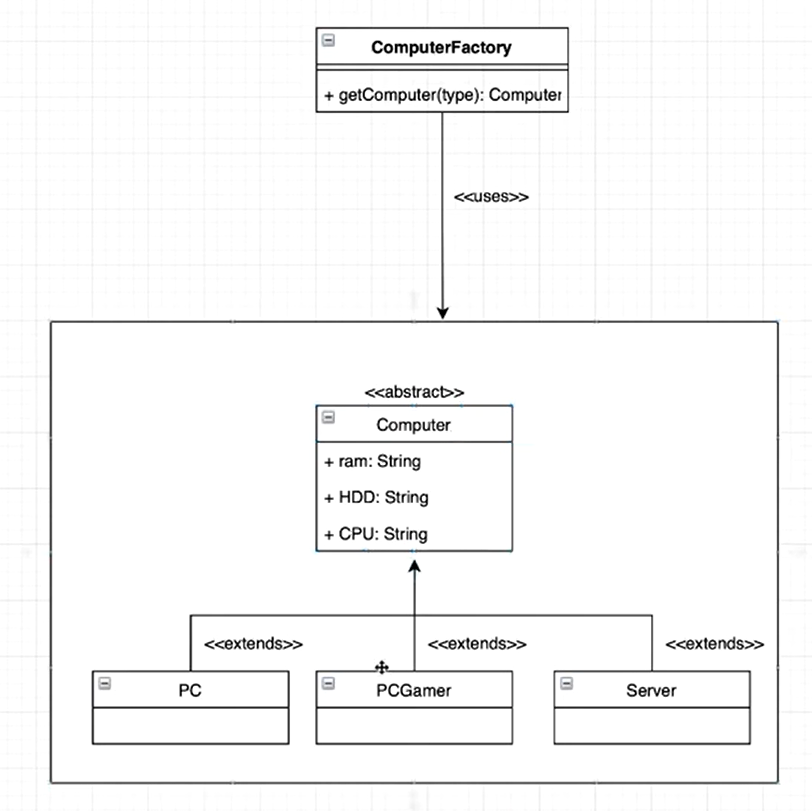 ComputerFactory
+ getComputer(type): Computer
<<uses>>
<<abstract>>
Computer
+ ram: String
+ HDD: String
+ CPU: String
<<extends>> <<extends>> <<extends>>
PC PCGamer Server